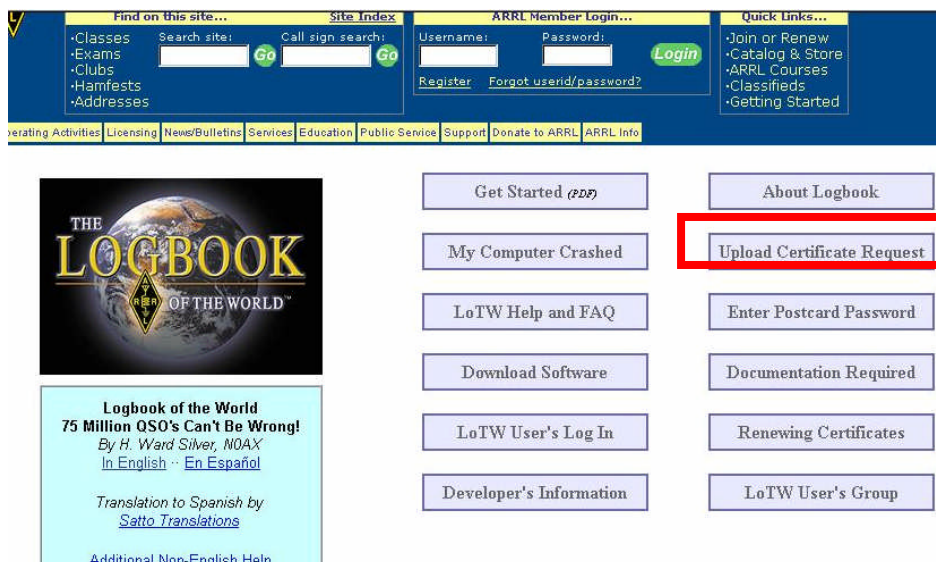 Find on this site... Site Index
·Classes
·Exams
·Clubs
·Hamfests
·Addresses
Search site: Go
Call sign search: Go
ARRL Member Login...
Username: Password: Login
Register Forgot userid/password?
Quick Links...
·Join or Renew
·Catalog & Store
·ARRL Courses
·Classifieds
·Getting Started
perating Activities Licensing News/Bulletins Services Education Public Service Support Donate to ARRL ARRL Info
THE
LOGBOOK
OF THE WORLD™
A
R R
L
Logbook of the World
75 Million QSO's Can't Be Wrong!
By H. Ward Silver, N0AX
In English ·· En Español
Translation to Spanish by
Satto Translations
Additional Non-English Help
Get Started (PDF)
My Computer Crashed
LoTW Help and FAQ
Download Software
LoTW User's Log In
Developer's Information
About Logbook
Upload Certificate Request
Enter Postcard Password
Documentation Required
Renewing Certificates
LoTW User's Group